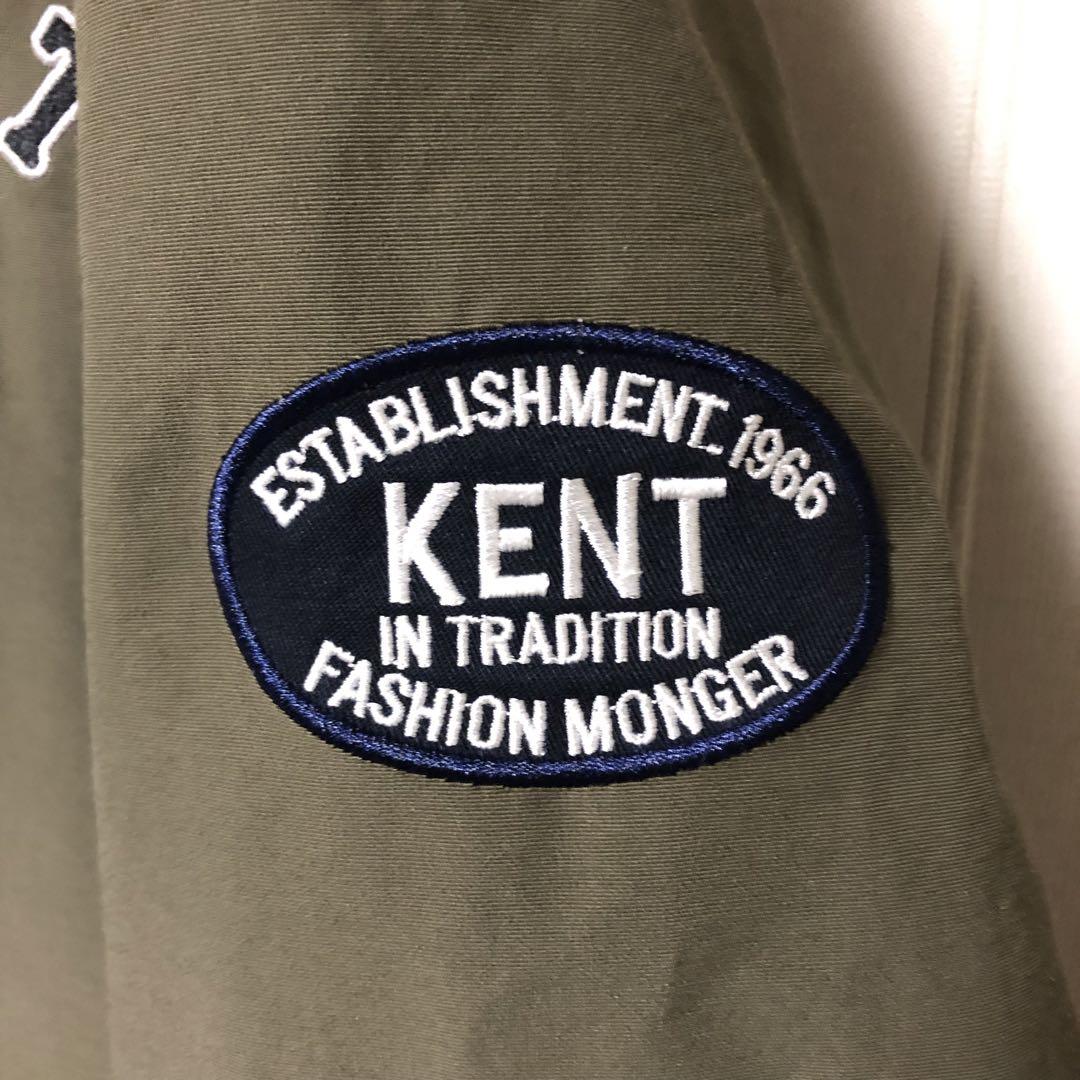 ESTABLISHMENT. 1966
KENT
IN TRADITION
FASHION MONGER